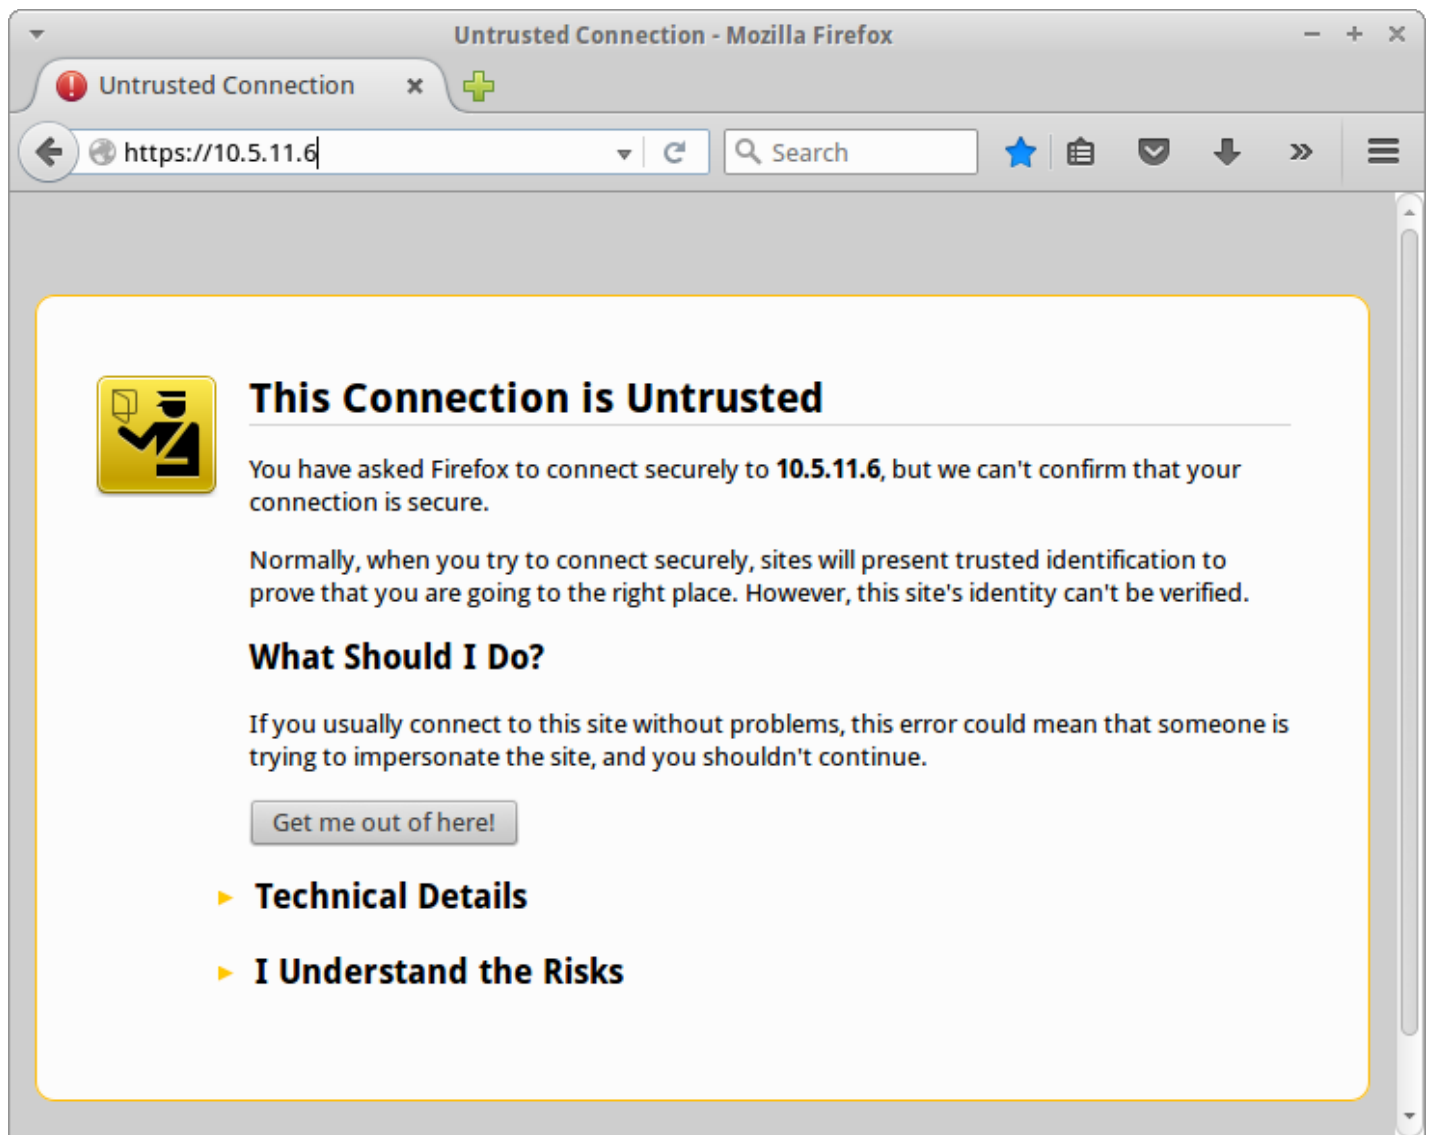 Untrusted Connection - Mozilla Firefox
Untrusted Connection
https://10.5.11.6
Search
This Connection is Untrusted
You have asked Firefox to connect securely to 10.5.11.6, but we can't confirm that your
connection is secure.
Normally, when you try to connect securely, sites will present trusted identification to
prove that you are going to the right place. However, this site's identity can't be verified.
What Should I Do?
If you usually connect to this site without problems, this error could mean that someone is
trying to impersonate the site, and you shouldn't continue.
Get me out of here!
Technical Details
I Understand the Risks